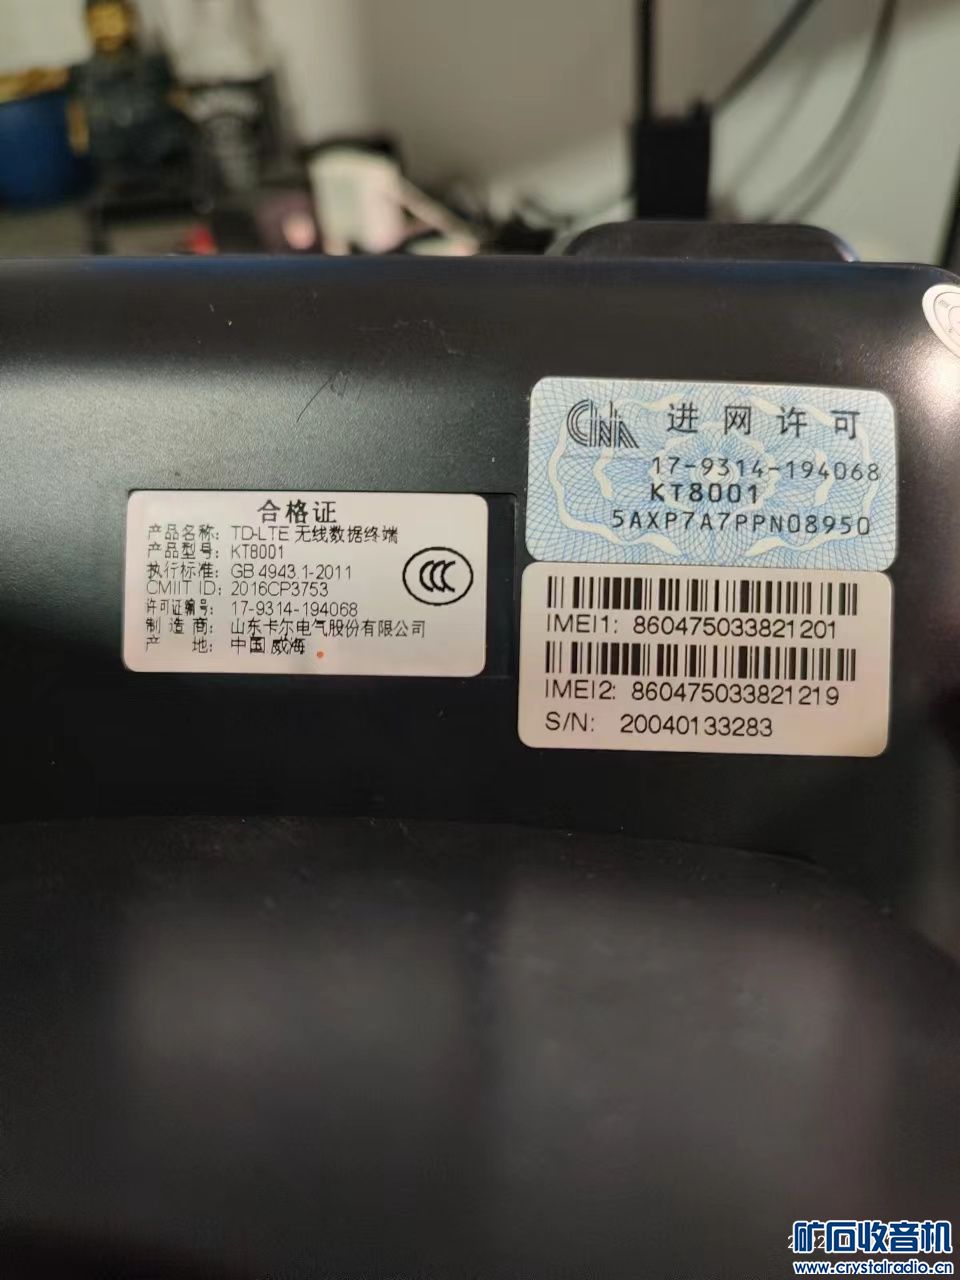 进网许可
17-9314-194068
KT8001
5AXP7A7PPN08950
合格证
产品名称: TD-LTE 无线数据终端
产品型号: KT8001
执行标准: GB 4943.1-2011
CMIIT ID: 2016CP3753
许可证编号: 17-9314-194068
制造商: 山东卡尔电气股份有限公司
产地: 中国 威海
IMEI1: 860475033821201
IMEI2: 860475033821219
S/N: 20040133283
矿石收音机
www.crystalradio.cn